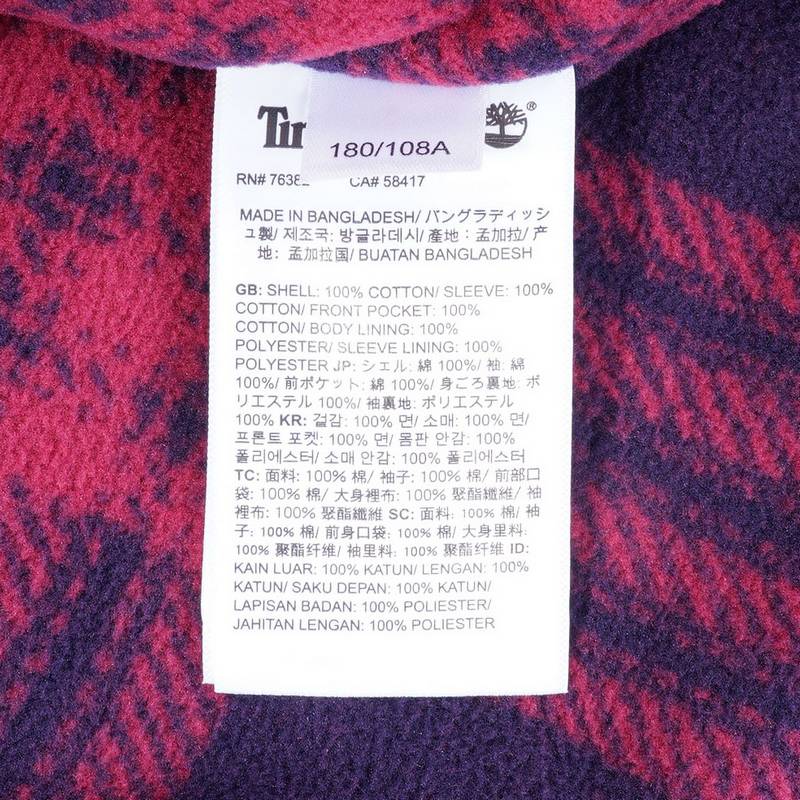 180/108A
RN# 7638 CA# 58417
MADE IN BANGLADESH/ バングラディッシ
ュ製/ 제조국: 방글라데시/ 產地：孟加拉/ 产
地：孟加拉国/ BUATAN BANGLADESH
GB: SHELL: 100% COTTON/ SLEEVE: 100%
COTTON/ FRONT POCKET: 100%
COTTON/ BODY LINING: 100%
POLYESTER/ SLEEVE LINING: 100%
POLYESTER JP: シェル: 綿 100%/ 袖: 綿
100%/ 前ポケット: 綿 100%/ 身ごろ裏地: ポ
リエステル 100%/ 袖裏地: ポリエステル
100% KR: 겉감: 100% 면/ 소매: 100% 면/
프론트 포켓: 100% 면/ 몸판 안감: 100%
폴리에스터/ 소매 안감: 100% 폴리에스터
TC: 面料: 100% 棉/ 袖子: 100% 棉/ 前部口
袋: 100% 棉/ 大身裡布: 100% 聚酯纖維/ 袖
裡布: 100% 聚酯纖維 SC: 面料: 100% 棉/ 袖
子: 100% 棉/ 前身口袋: 100% 棉/ 大身里料:
100% 聚酯纤维/ 袖里料: 100% 聚酯纤维 ID:
KAIN LUAR: 100% KATUN/ LENGAN: 100%
KATUN/ SAKU DEPAN: 100% KATUN/
LAPISAN BADAN: 100% POLIESTER/
JAHITAN LENGAN: 100% POLIESTER